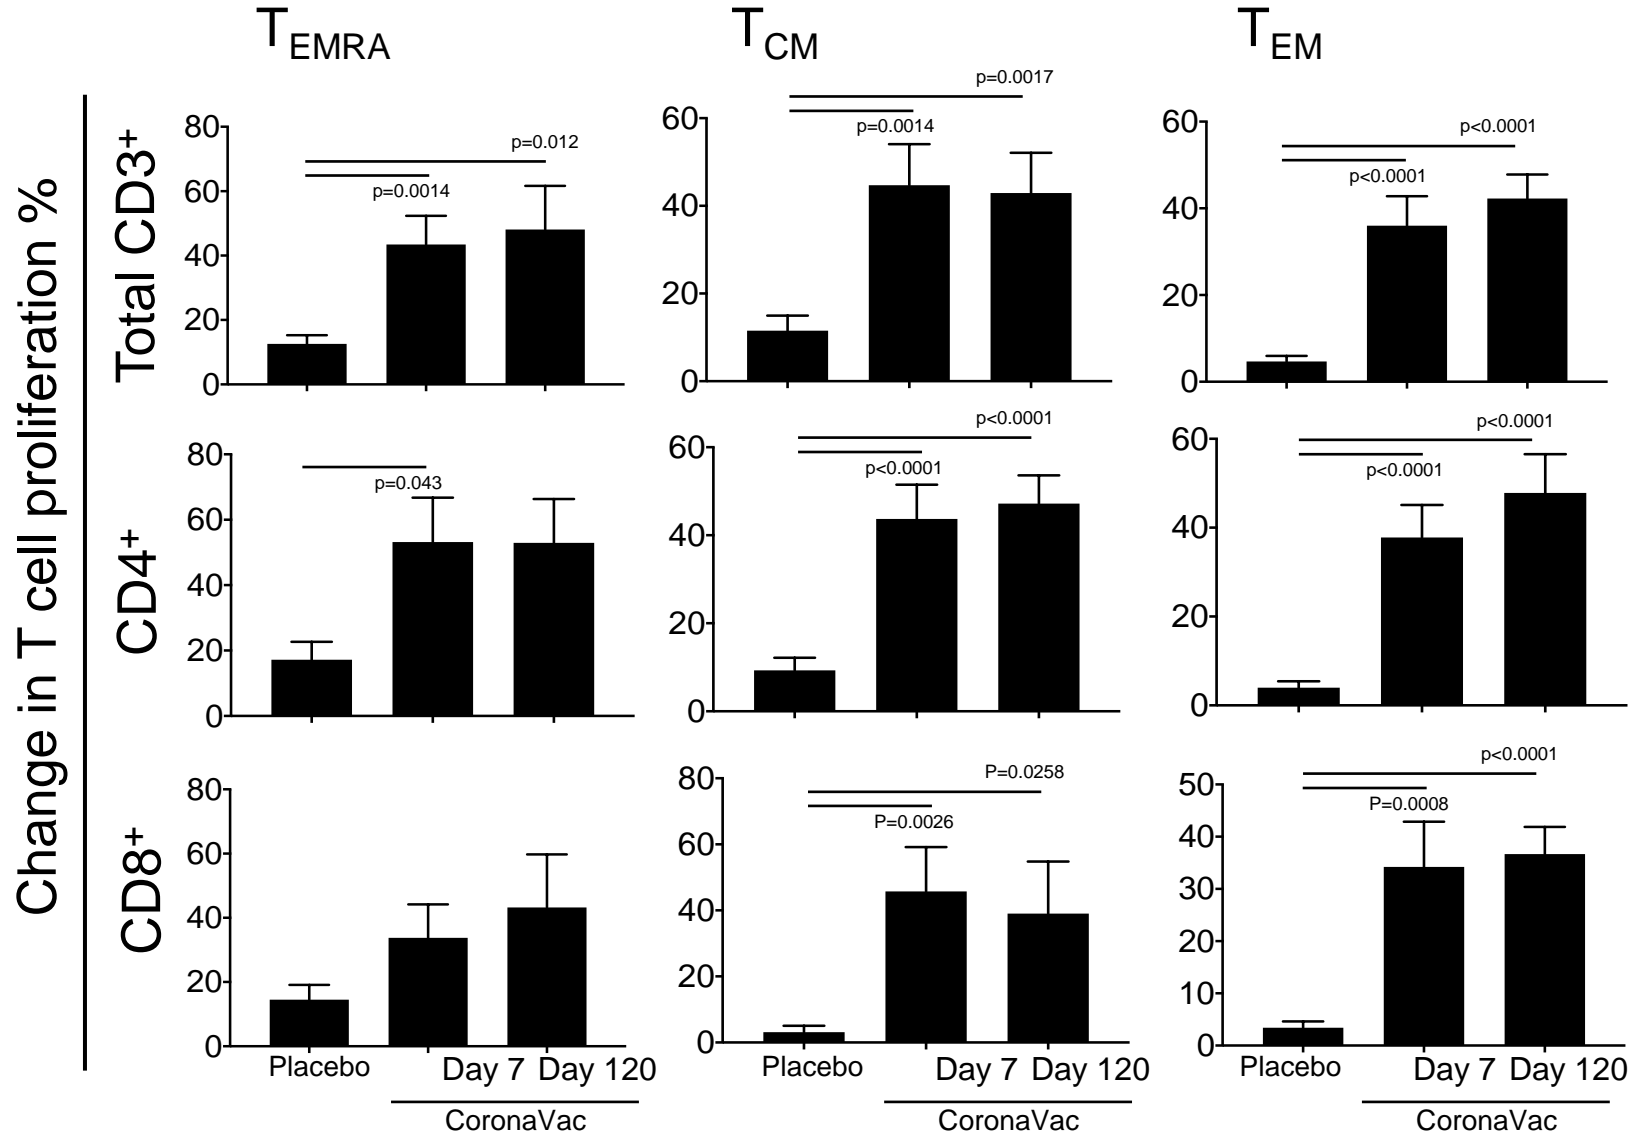 T_EMRA T_CM T_EM
Change in T cell proliferation %
Total CD3⁺
80
60
40
20
0
p=0.012
p=0.0014
60
40
20
0
p=0.0017
p=0.0014
60
40
20
0
p<0.0001
p<0.0001
CD4⁺
80
60
40
20
0
p=0.043
60
40
20
0
p<0.0001
p<0.0001
60
40
20
0
p<0.0001
p<0.0001
CD8⁺
80
60
40
20
0
80
60
40
20
0
P=0.0258
P=0.0026
50
40
30
20
10
0
p<0.0001
P=0.0008
Placebo Day 7 Day 120
CoronaVac
Placebo Day 7 Day 120
CoronaVac
Placebo Day 7 Day 120
CoronaVac